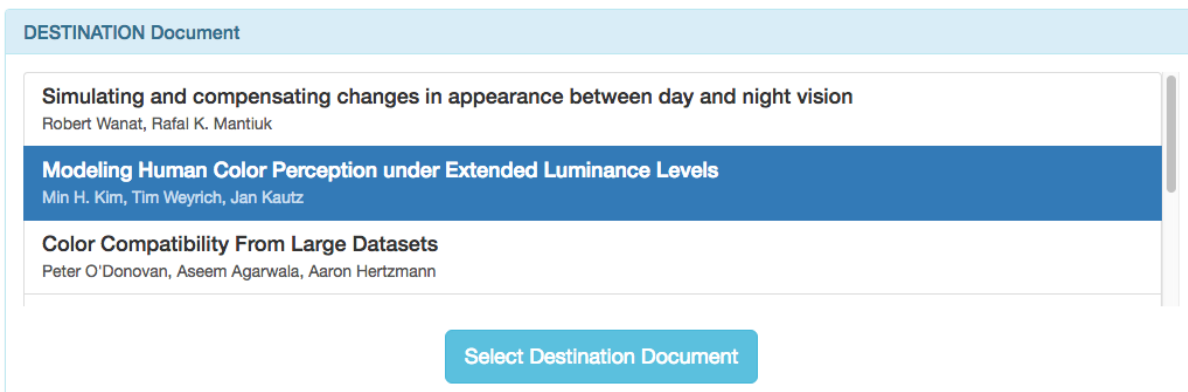 DESTINATION Document
Simulating and compensating changes in appearance between day and night vision
Robert Wanat, Rafal K. Mantiuk
Modeling Human Color Perception under Extended Luminance Levels
Min H. Kim, Tim Weyrich, Jan Kautz
Color Compatibility From Large Datasets
Peter O'Donovan, Aseem Agarwala, Aaron Hertzmann
Select Destination Document